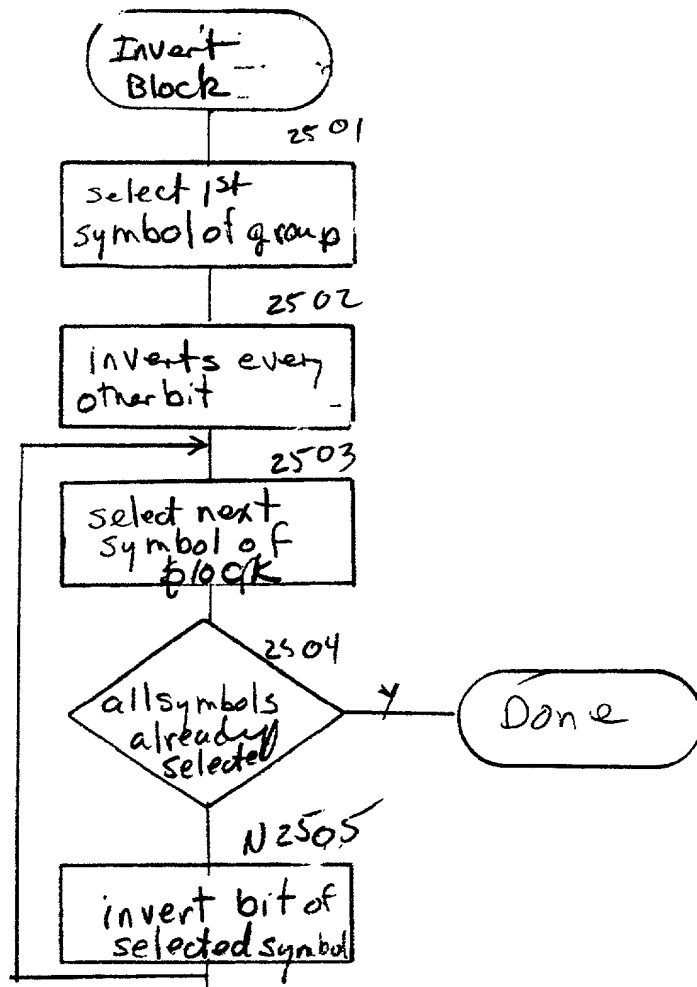 Invert
Block
2501
select 1st
symbol of group
2502
inverts every
other bit
2503
select next
symbol of
block
2504
all symbols
already
selected
Y
Done
N 2505
invert bit of
selected symbol